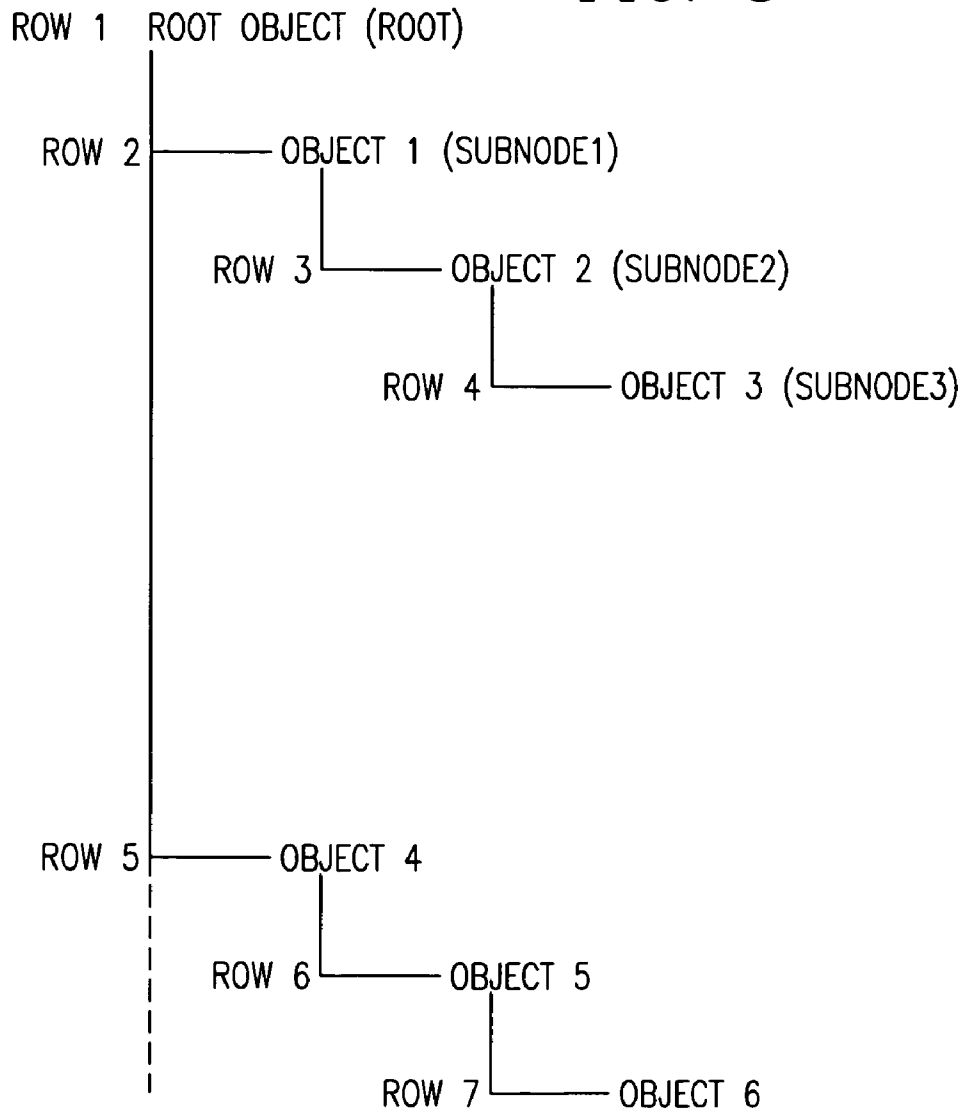 ROW 1 ROOT OBJECT (ROOT)
ROW 2 OBJECT 1 (SUBNODE1)
ROW 3 OBJECT 2 (SUBNODE2)
ROW 4 OBJECT 3 (SUBNODE3)
ROW 5 OBJECT 4
ROW 6 OBJECT 5
ROW 7 OBJECT 6